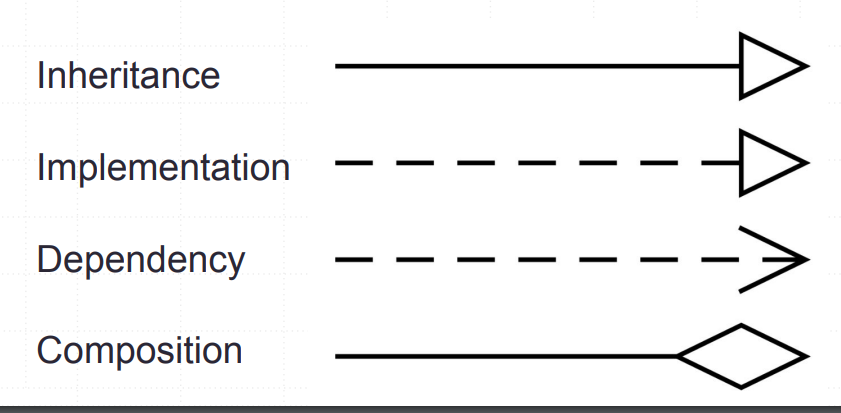 Inheritance
Implementation
Dependency
Composition